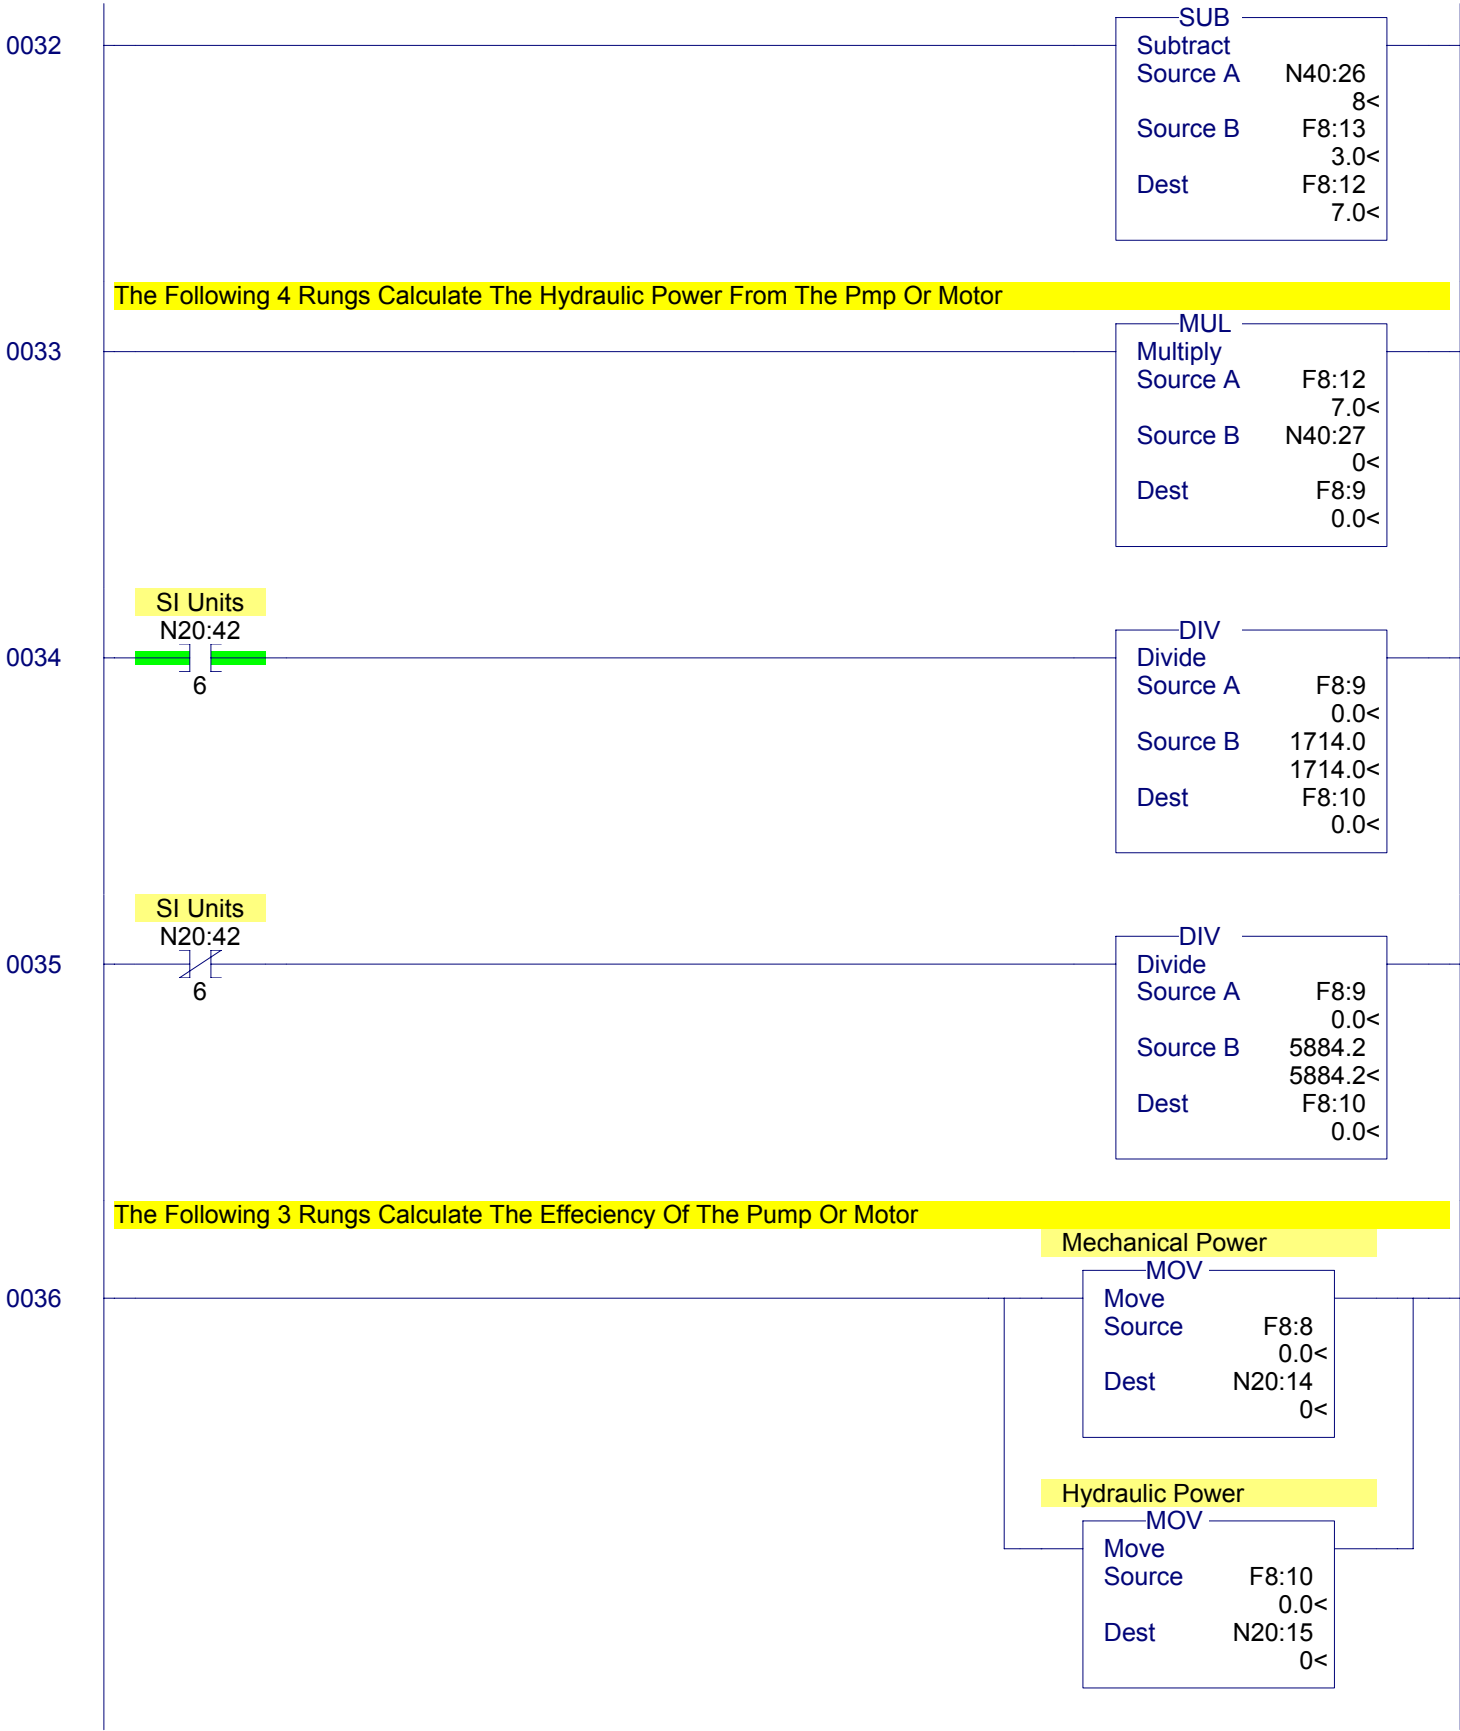 SUB
0032
Subtract
Source A N40:26
8<
Source B F8:13
3.0<
Dest F8:12
7.0<
The Following 4 Rungs Calculate The Hydraulic Power From The Pmp Or Motor
MUL
0033
Multiply
Source A F8:12
7.0<
Source B N40:27
0<
Dest F8:9
0.0<
SI Units
N20:42
0034
6
DIV
Divide
Source A F8:9
0.0<
Source B 1714.0
1714.0<
Dest F8:10
0.0<
SI Units
N20:42
0035
6
DIV
Divide
Source A F8:9
0.0<
Source B 5884.2
5884.2<
Dest F8:10
0.0<
The Following 3 Rungs Calculate The Effeciency Of The Pump Or Motor
Mechanical Power
MOV
0036
Move
Source F8:8
0.0<
Dest N20:14
0<
Hydraulic Power
MOV
Move
Source F8:10
0.0<
Dest N20:15
0<